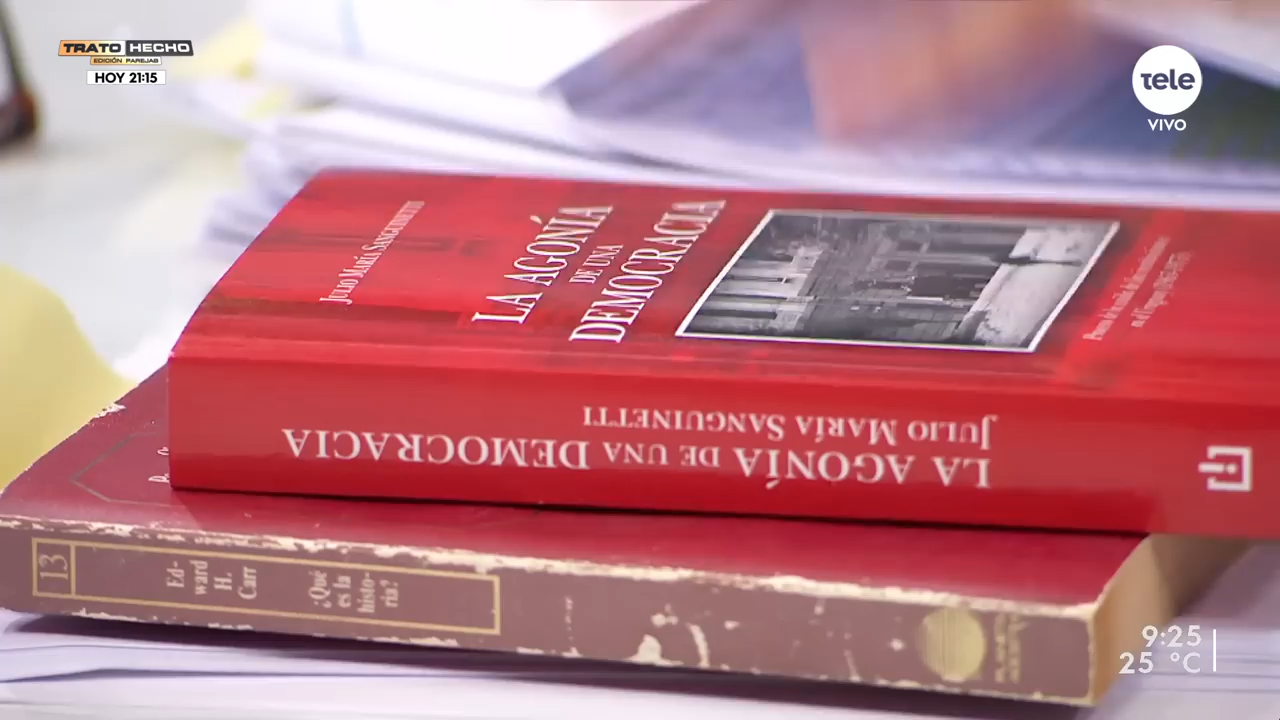 TRATO HECHO
EDICIÓN PAREJAS
HOY 21:15
tele
VIVO
JULIO MARÍA SANGUINETTI
LA AGONÍA
DE UNA
DEMOCRACIA
LA AGONÍA DE UNA DEMOCRACIA
JULIO MARÍA SANGUINETTI
13
Ed-
ward
H.
Carr
¿Qué
es la
histo-
ria?
9:25
25 °C